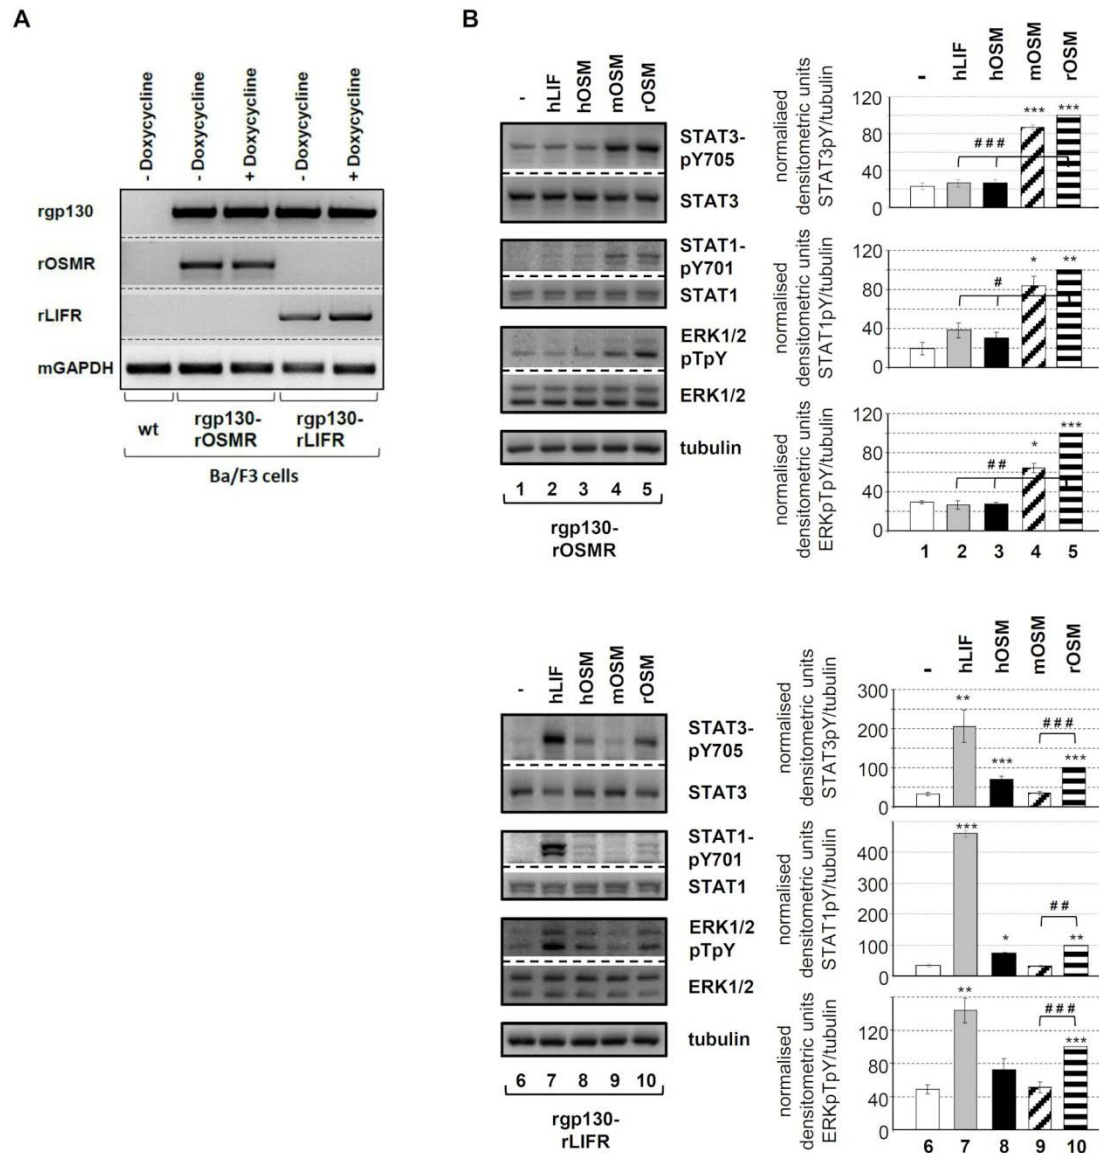 A
- Doxycycline
- Doxycycline
+ Doxycycline
- Doxycycline
+ Doxycycline
rgp130
rOSMR
rLIFR
mGAPDH
wt
rgp130-
rOSMR
rgp130-
rLIFR
Ba/F3 cells
B
- hLIF hOSM mOSM rOSM
STAT3-
pY705
STAT3
STAT1-
pY701
STAT1
ERK1/2
pTpY
ERK1/2
tubulin
1 2 3 4 5
rgp130-
rOSMR
- hLIF hOSM mOSM rOSM
normaliaed
densitometric units
STAT3pY/tubulin
120
80
40
0
### *** ***
normalised
densitometric units
STAT1pY/tubulin
120
80
40
0
# * **
normalised
densitometric units
ERKpTpY/tubulin
120
80
40
0
## * ***
1 2 3 4 5
- hLIF hOSM mOSM rOSM
STAT3-
pY705
STAT3
STAT1-
pY701
STAT1
ERK1/2
pTpY
ERK1/2
tubulin
6 7 8 9 10
rgp130-
rLIFR
- hLIF hOSM mOSM rOSM
normalised
densitometric units
STAT3pY/tubulin
300
200
100
0
** *** ### ***
normalised
densitometric units
STAT1pY/tubulin
400
300
200
100
0
*** * ## **
normalised
densitometric units
ERKpTpY/tubulin
120
80
40
0
** ### ***
6 7 8 9 10